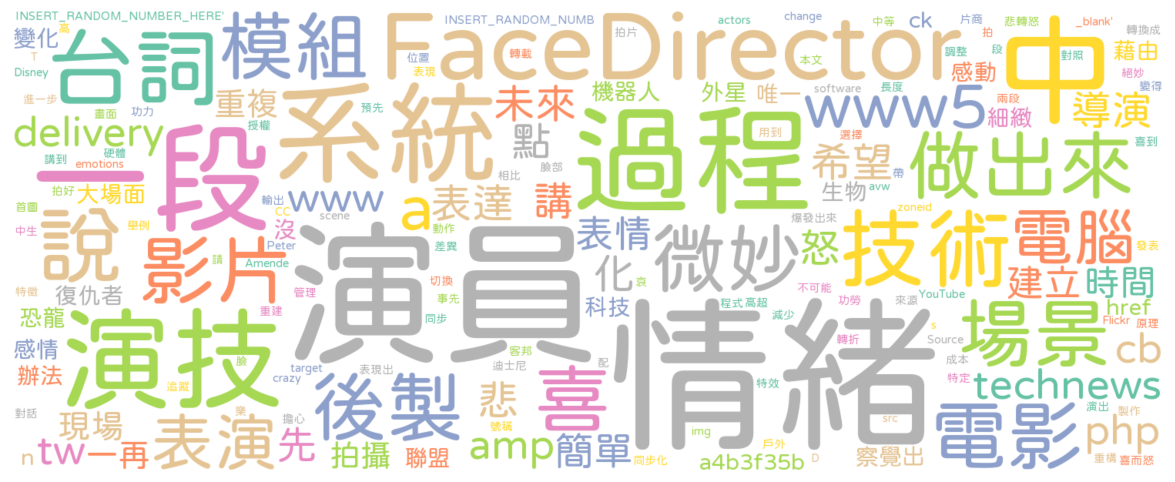 INSERT_RANDOM_NUMBER_HERE'
INSERT_RANDOM_NUMB
actors
change
中等
ck
片商
悲轉怒
_blank'
高
變化
台詞
模組
FaceDirector
中
轉換成
T
位置
轉載
拍片
本文
調整
段
拍
對照
藉由
Disney
表現
感動
絕妙
進一步
重複
預先
未來
機器人
外星
唯一
software
長度
兩段
變得
畫面
功力
授權
系統
過程
www5
細緻
導演
delivery
點
用到
選擇
喜到
講到
硬體
emotions
一段
臉部
相比
希望
做出來
帶
拍好
大場面
輸出
www
a
表達
講
生物
avw
首圖
舉例
CC
scene
動作
爆發出來
zoneid
中生
說
影片
沒
Peter
演員
差異
表情
微妙
怒
技術
電腦
發表
特徵
復仇者
Amende
請
管理
切換
化
哀
建立
時間
恐龍
重建
事先
科技
不可能
功勞
來源
YouTube
href
感情
演技
同步
程式
高超
減少
情緒
轉折
s
Source
場景
Flickr
原理
辦法
臉
target
crazy
表現出
客邦
迪士尼
配
成本
特定
cb
追蹤
後製
悲
喜
特效
technews
對話
現場
表演
樂
擔心
先
號稱
src
電影
演出
製作
php
n
tw
一再
拍攝
聯盟
amp
簡單
img
戶外
同步化
a4b3f35b
D
察覺出
重構
喜而怒